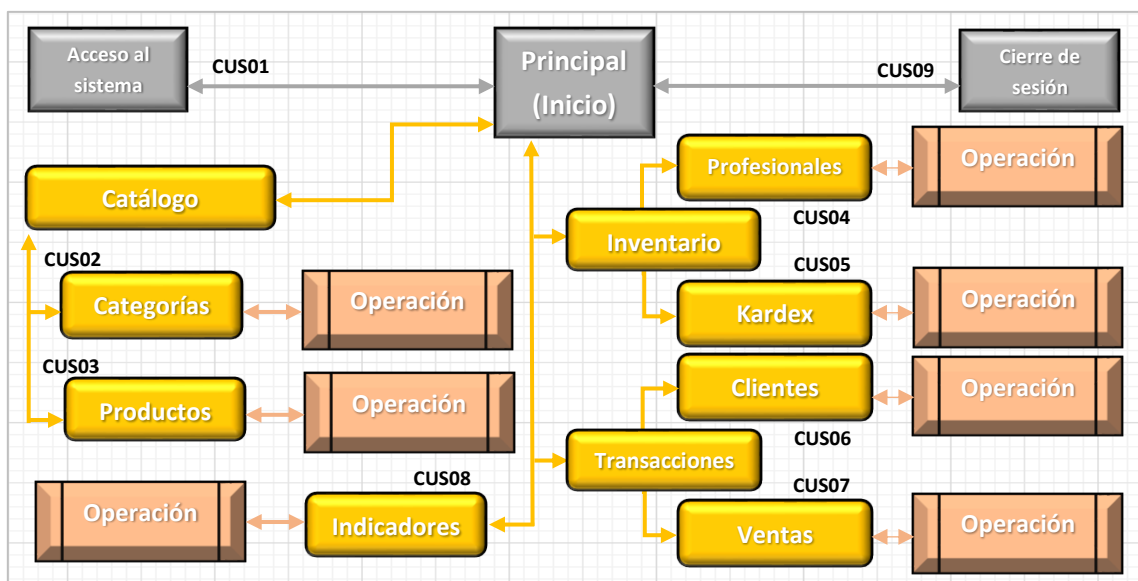 Acceso al
sistema
CUS01
Principal
(Inicio)
CUS09
Cierre de
sesión
Catálogo
CUS02
Categorías
Operación
CUS03
Productos
Operación
CUS08
Operación
Indicadores
Profesionales
Operación
CUS04
Inventario
CUS05
Kardex
Operación
Clientes
Operación
CUS06
Transacciones
CUS07
Ventas
Operación